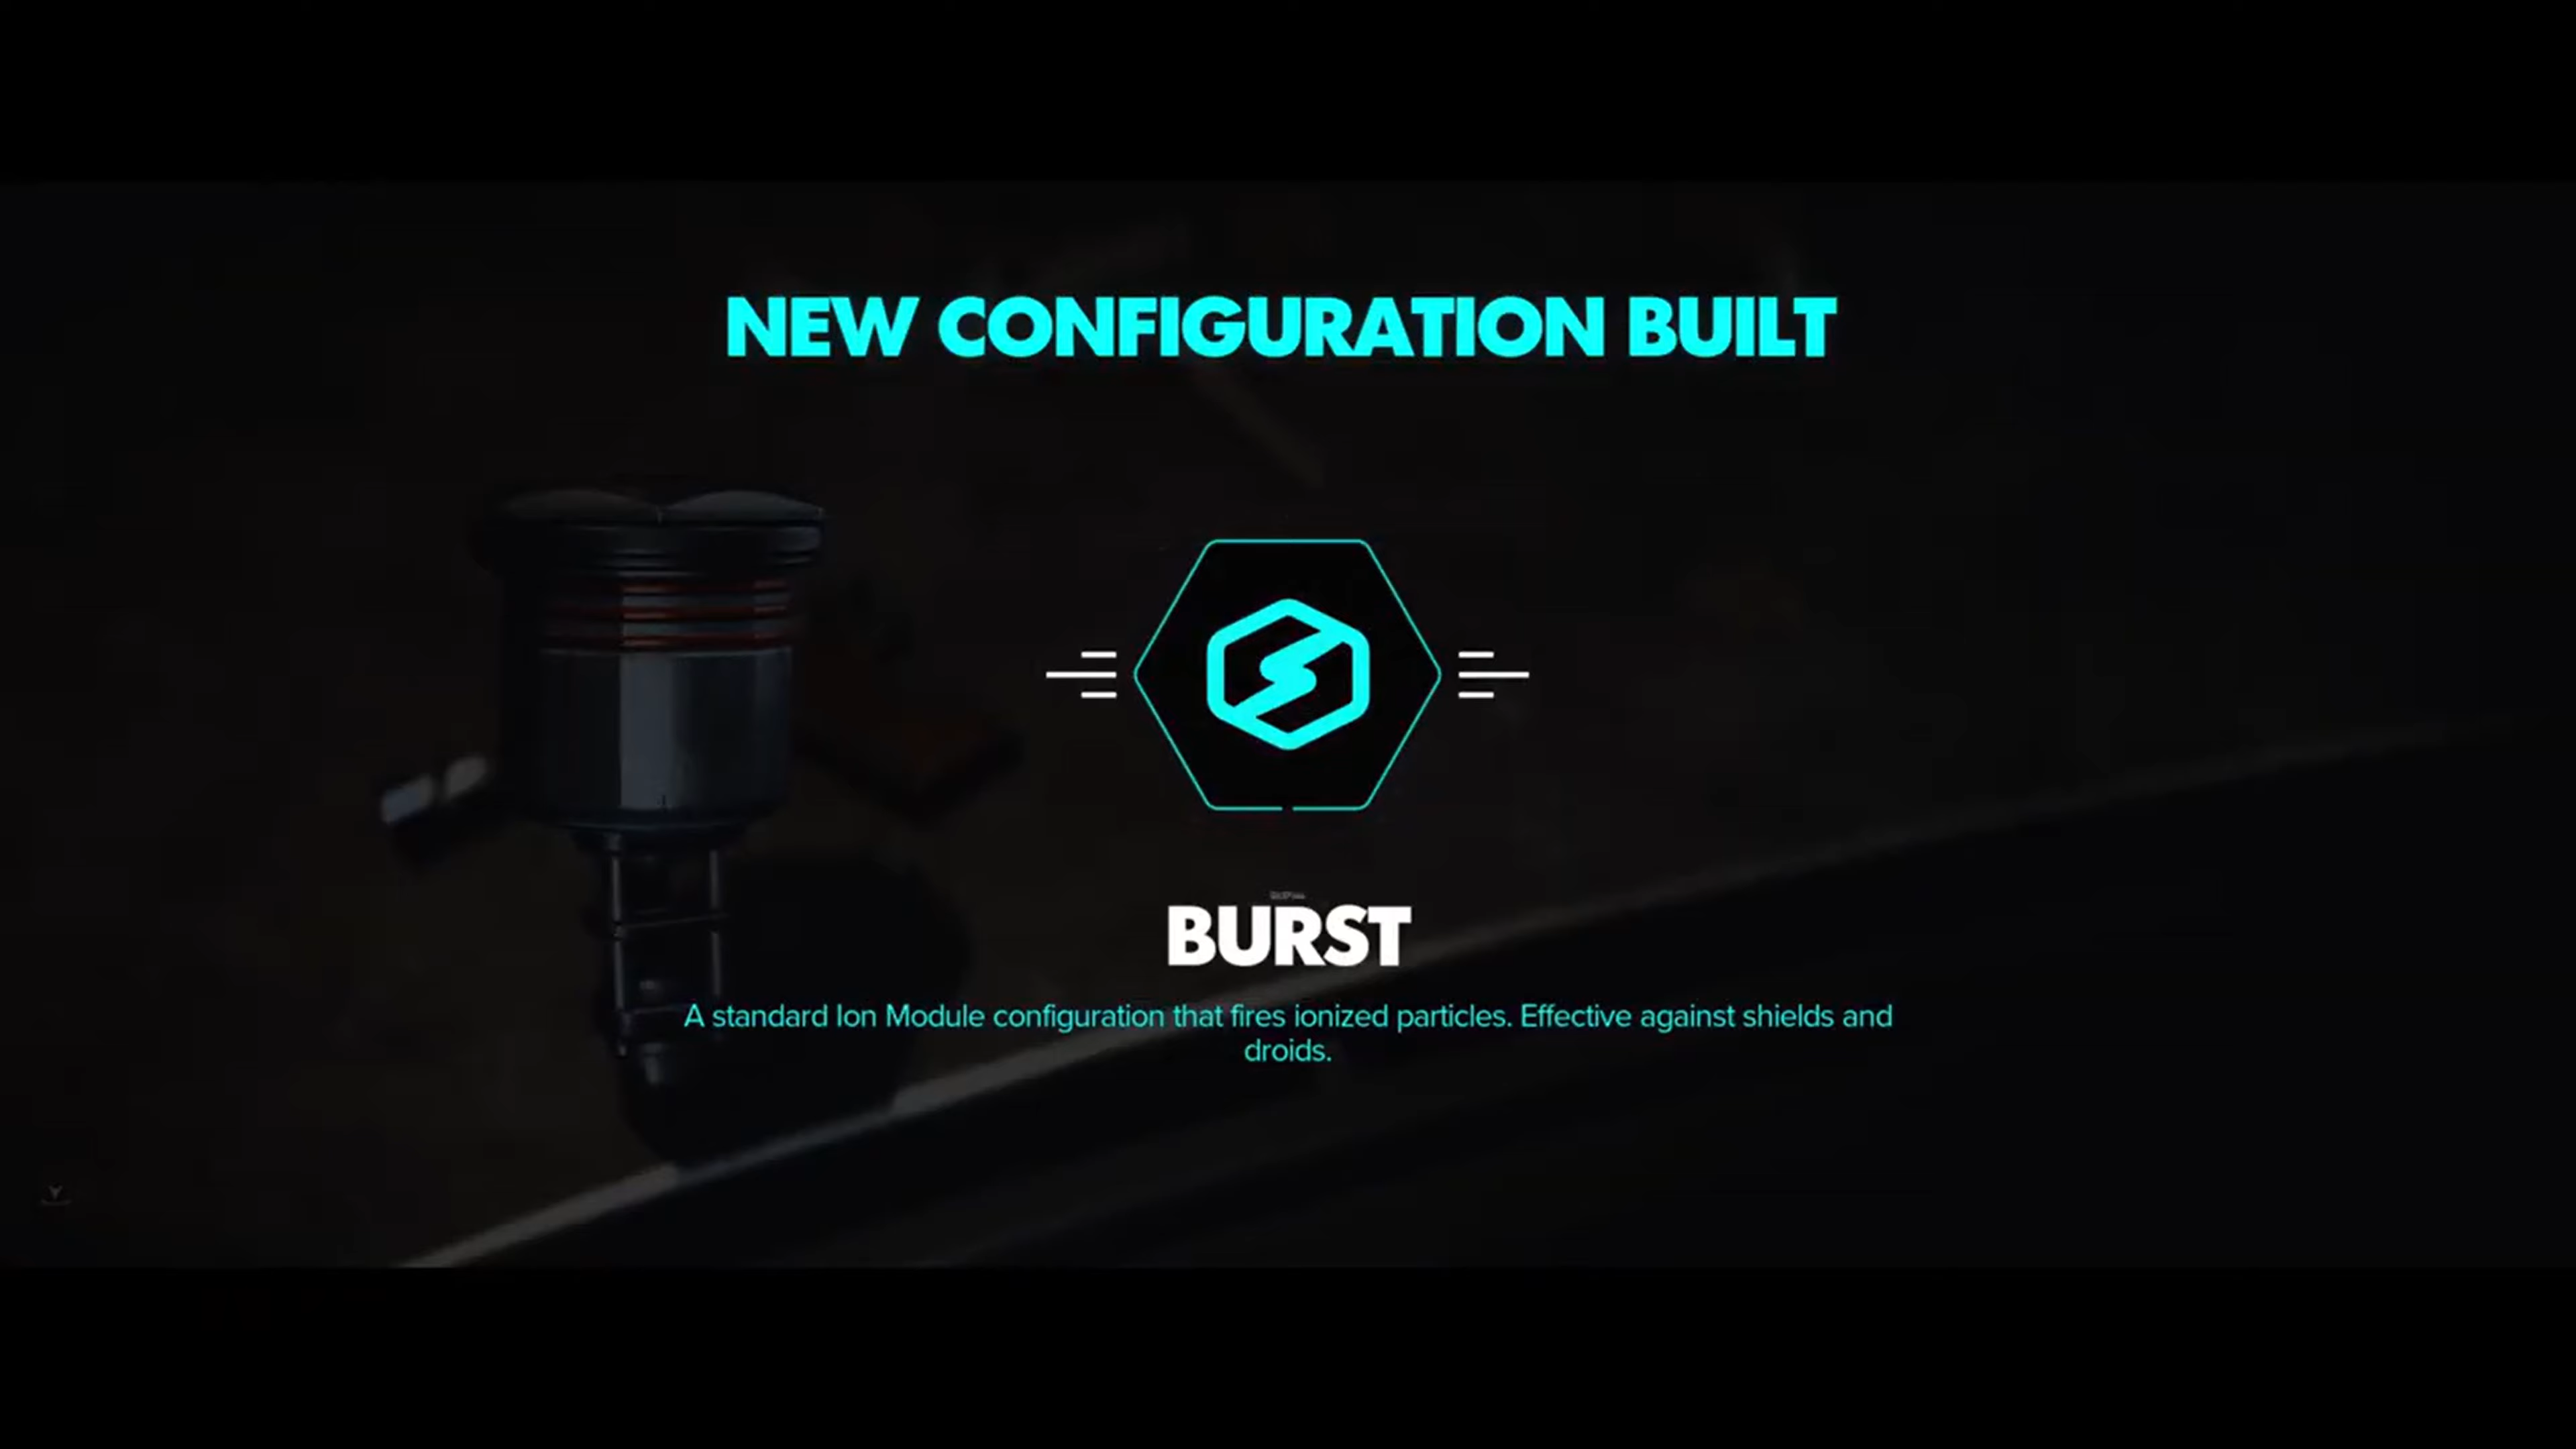 NEW CONFIGURATION BUILT
BURST
A standard Ion Module configuration that fires ionized particles. Effective against shields and
droids.